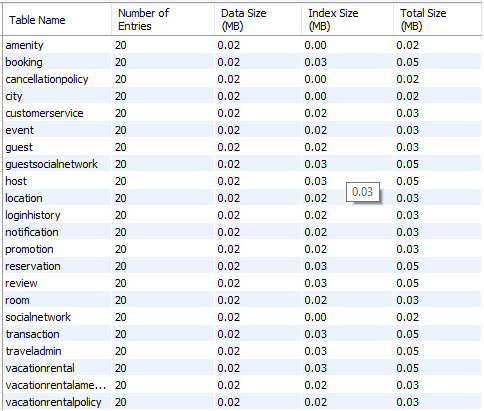 Table Name Number of Entries Data Size (MB) Index Size (MB) Total Size (MB)
amenity 20 0.02 0.00 0.02
booking 20 0.02 0.03 0.05
cancellationpolicy 20 0.02 0.00 0.02
city 20 0.02 0.00 0.02
customerservice 20 0.02 0.02 0.03
event 20 0.02 0.02 0.03
guest 20 0.02 0.02 0.03
guestsocialnetwork 20 0.02 0.03 0.05
host 20 0.02 0.03 0.03 0.05
location 20 0.02 0.02 0.03
loginhistory 20 0.02 0.02 0.03
notification 20 0.02 0.02 0.03
promotion 20 0.02 0.02 0.03
reservation 20 0.02 0.03 0.05
review 20 0.02 0.03 0.05
room 20 0.02 0.02 0.03
socialnetwork 20 0.02 0.00 0.02
transaction 20 0.02 0.03 0.05
traveladmin 20 0.02 0.03 0.05
vacationrental 20 0.02 0.03 0.05
vacationrentalame... 20 0.02 0.02 0.03
vacationrentalpolicy 20 0.02 0.02 0.03